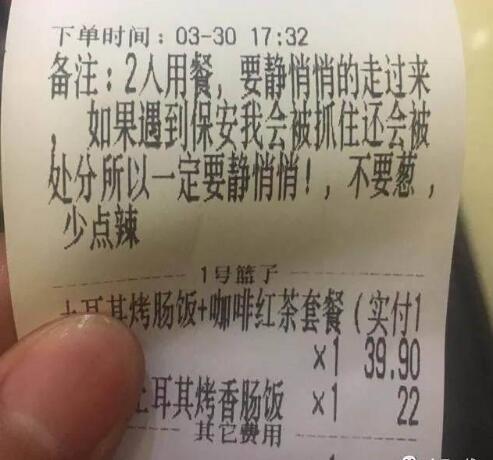 下单时间：03-30 17:32
备注：2人用餐，要静悄悄的走过来
，如果遇到保安我会被抓住还会被
处分所以一定要静悄悄！，不要葱，
少点辣
1号篮子
土耳其烤肠饭+咖啡红茶套餐（实付1
×1 39.90
土耳其烤香肠饭 ×1 22
其它费用